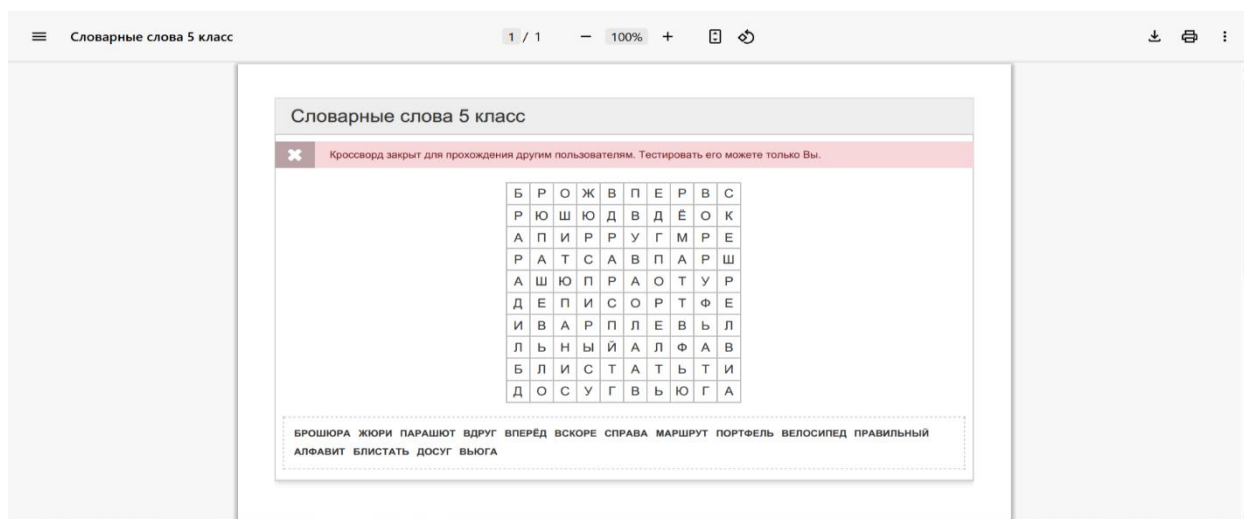 Словарные слова 5 класс 1 / 1 − 100% +
Словарные слова 5 класс
Кроссворд закрыт для прохождения другим пользователям. Тестировать его можете только Вы.
Б Р О Ж В П Е Р В С
Р Ю Ш Ю Д В Д Ё О К
А П И Р Р У Г М Р Е
Р А Т С А В П А Р Ш
А Ш Ю П Р А О Т У Р
Д Е П И С О Р Т Ф Е
И В А Р П Л Е В Ь Л
Л Ь Н Ы Й А Л Ф А В
Б Л И С Т А Т Ь Т И
Д О С У Г В Ь Ю Г А
БРОШЮРА ЖЮРИ ПАРАШЮТ ВДРУГ ВПЕРЁД ВСКОРЕ СПРАВА МАРШРУТ ПОРТФЕЛЬ ВЕЛОСИПЕД ПРАВИЛЬНЫЙ
АЛФАВИТ БЛИСТАТЬ ДОСУГ ВЬЮГА